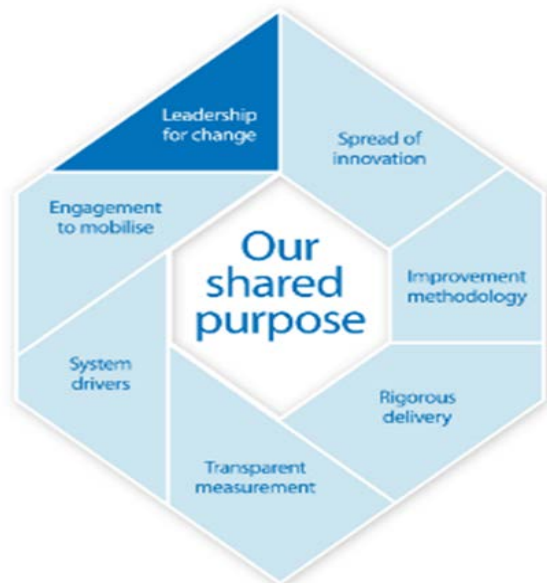 Leadership
for change
Spread of
innovation
Engagement
to mobilise
Our
shared
purpose
Improvement
methodology
System
drivers
Rigorous
delivery
Transparent
measurement